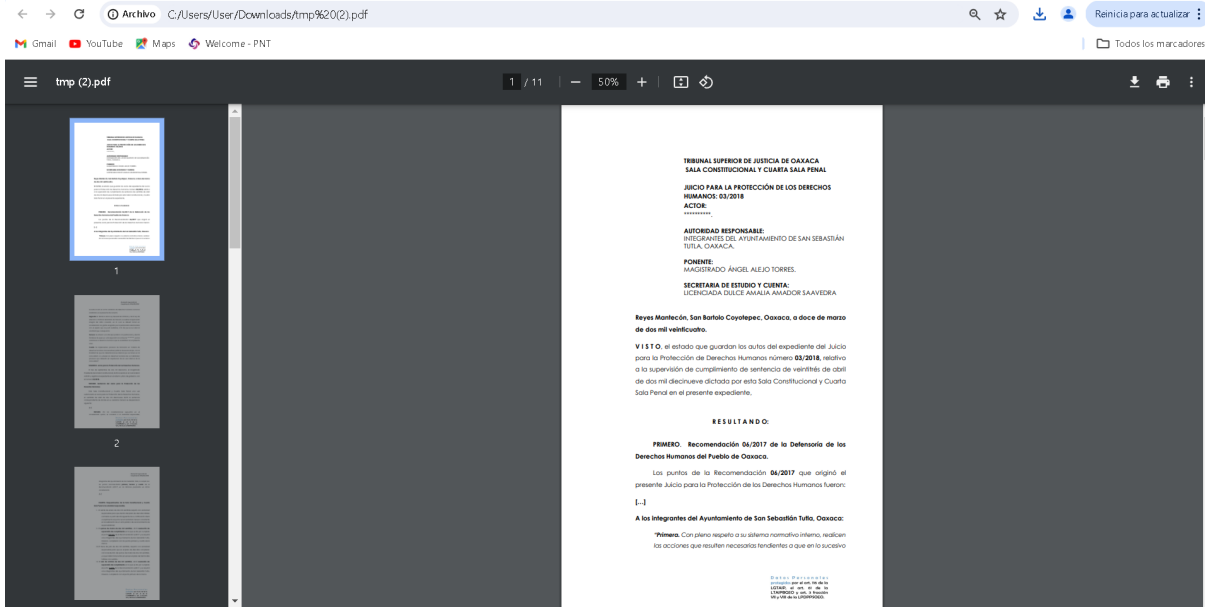 Archivo C:/Users/User/Downloads/tmp%20(2).pdf
Reinicia para actualizar
Gmail YouTube Maps Welcome - PNT
Todos los marcadores
tmp (2).pdf
1 / 11 50%
1
2
TRIBUNAL SUPERIOR DE JUSTICIA DE OAXACA
SALA CONSTITUCIONAL Y CUARTA SALA PENAL
JUICIO PARA LA PROTECCIÓN DE LOS DERECHOS
HUMANOS: 03/2018
ACTOR:
**********.
AUTORIDAD RESPONSABLE:
INTEGRANTES DEL AYUNTAMIENTO DE SAN SEBASTIÁN
TUTLA, OAXACA.
PONENTE:
MAGISTRADO ÁNGEL ALEJO TORRES.
SECRETARIA DE ESTUDIO Y CUENTA:
LICENCIADA DULCE AMALIA AMADOR SAAVEDRA
Reyes Mantecón, San Bartolo Coyotepec, Oaxaca, a doce de marzo
de dos mil veinticuatro.
V I S T O, el estado que guardan los autos del expediente del Juicio
para la Protección de Derechos Humanos número 03/2018, relativo
a la supervisión de cumplimiento de sentencia de veintitrés de abril
de dos mil diecinueve dictada por esta Sala Constitucional y Cuarta
Sala Penal en el presente expediente.
R E S U L T A N D O:
PRIMERO. Recomendación 06/2017 de la Defensoría de los
Derechos Humanos del Pueblo de Oaxaca.
Los puntos de la Recomendación 06/2017 que originó el
presente Juicio para la Protección de los Derechos Humanos fueron:
[...]
A los integrantes del Ayuntamiento de San Sebastián Tutla, Oaxaca:
"Primera. Con pleno respeto a su sistema normativo interno, realicen
las acciones que resulten necesarias tendientes a que en lo sucesivo
Datos Personales
protegidos por el art. 116 de la
LGTAIP, el art. 61 de la
LTAIPBGEO y art. 3 fracción
VII y VIII de la LPDPPSOEO.